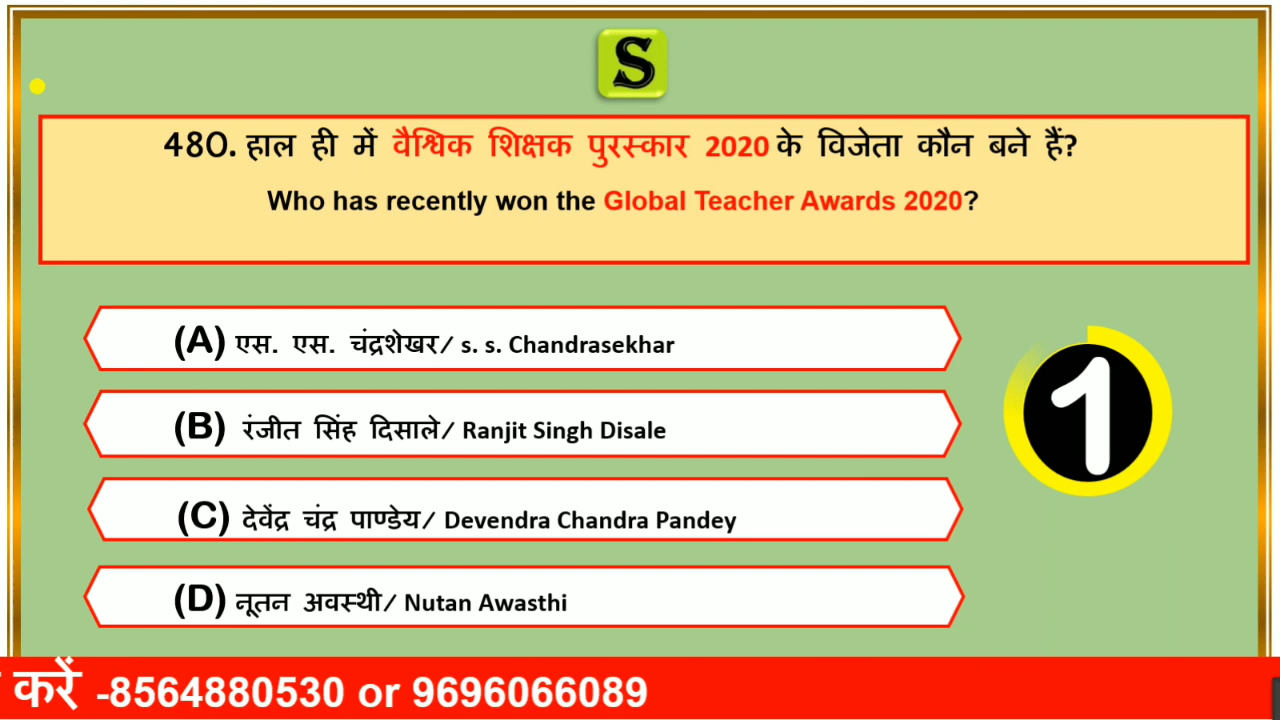 S
480. हाल ही में वैश्विक शिक्षक पुरस्कार 2020 के विजेता कौन बने हैं?
Who has recently won the Global Teacher Awards 2020?
(A) एस. एस. चंद्रशेखर/ s. s. Chandrasekhar
(B) रंजीत सिंह दिसाले/ Ranjit Singh Disale
1
(C) देवेंद्र चंद्र पाण्डेय/ Devendra Chandra Pandey
(D) नूतन अवस्थी/ Nutan Awasthi
करें -8564880530 or 9696066089